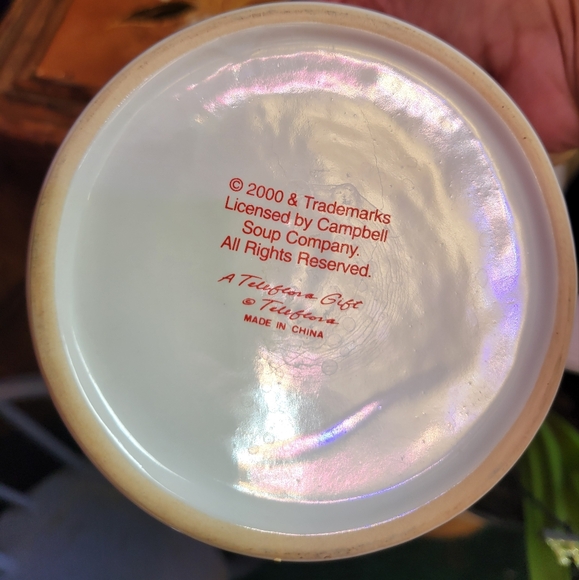 © 2000 & Trademarks
Licensed by Campbell
Soup Company.
All Rights Reserved.
A Teleflora Gift
© Teleflora
MADE IN CHINA